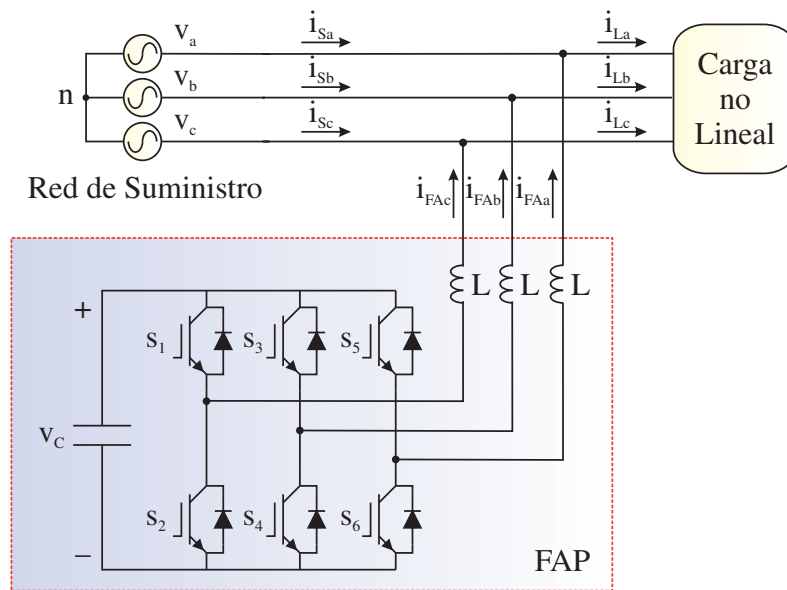 v_a i_Sa i_La
v_b i_Sb i_Lb
n
v_c i_Sc i_Lc
Carga
no
Lineal
Red de Suministro
i_FAc i_FAb i_FAa
L L L
+
s_1 s_3 s_5
v_C
s_2 s_4 s_6
−
FAP